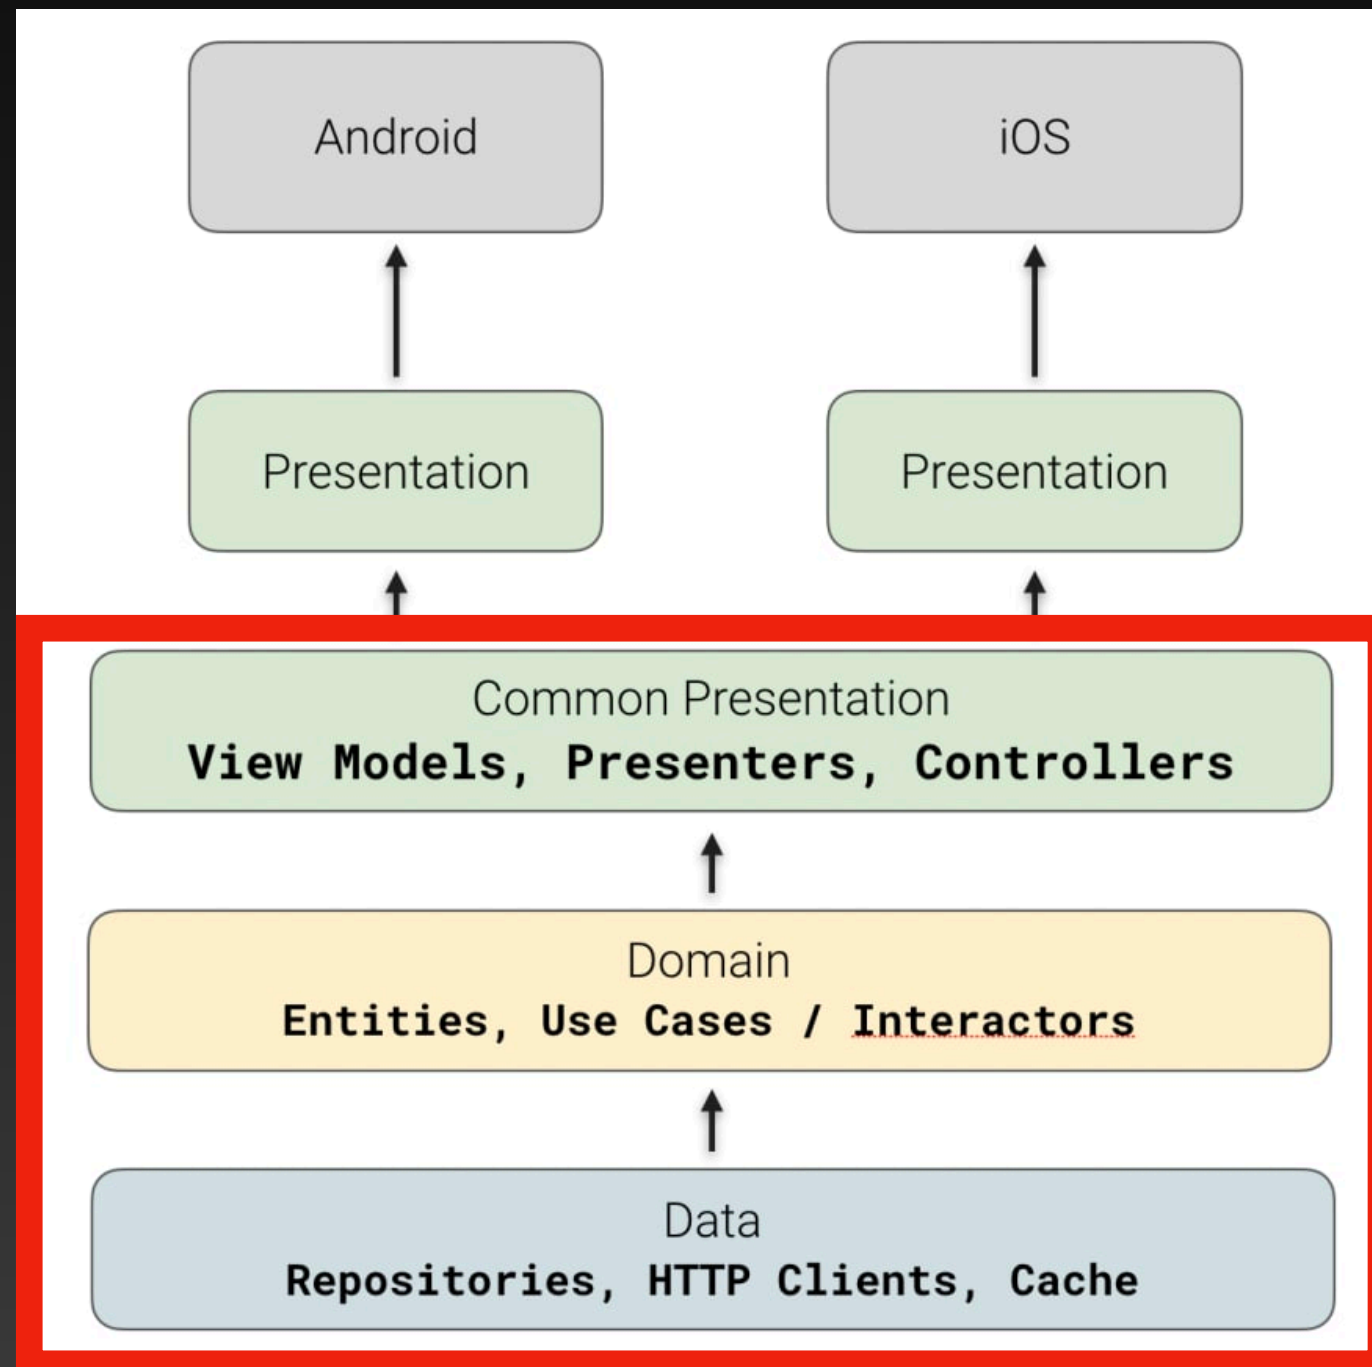 Android
iOS
Presentation
Presentation
Common Presentation
View Models, Presenters, Controllers
Domain
Entities, Use Cases / Interactors
Data
Repositories, HTTP Clients, Cache